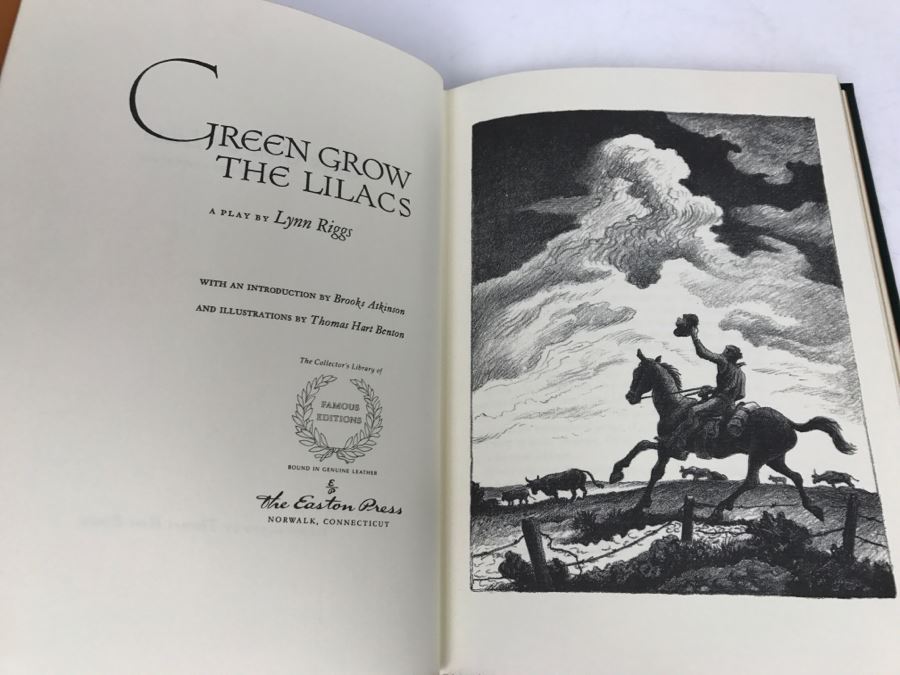 GREEN GROW
THE LILACS
A PLAY BY Lynn Riggs
WITH AN INTRODUCTION BY Brooks Atkinson
AND ILLUSTRATIONS BY Thomas Hart Benton
The Collector's Library of
FAMOUS
EDITIONS
BOUND IN GENUINE LEATHER
The Easton Press
NORWALK, CONNECTICUT